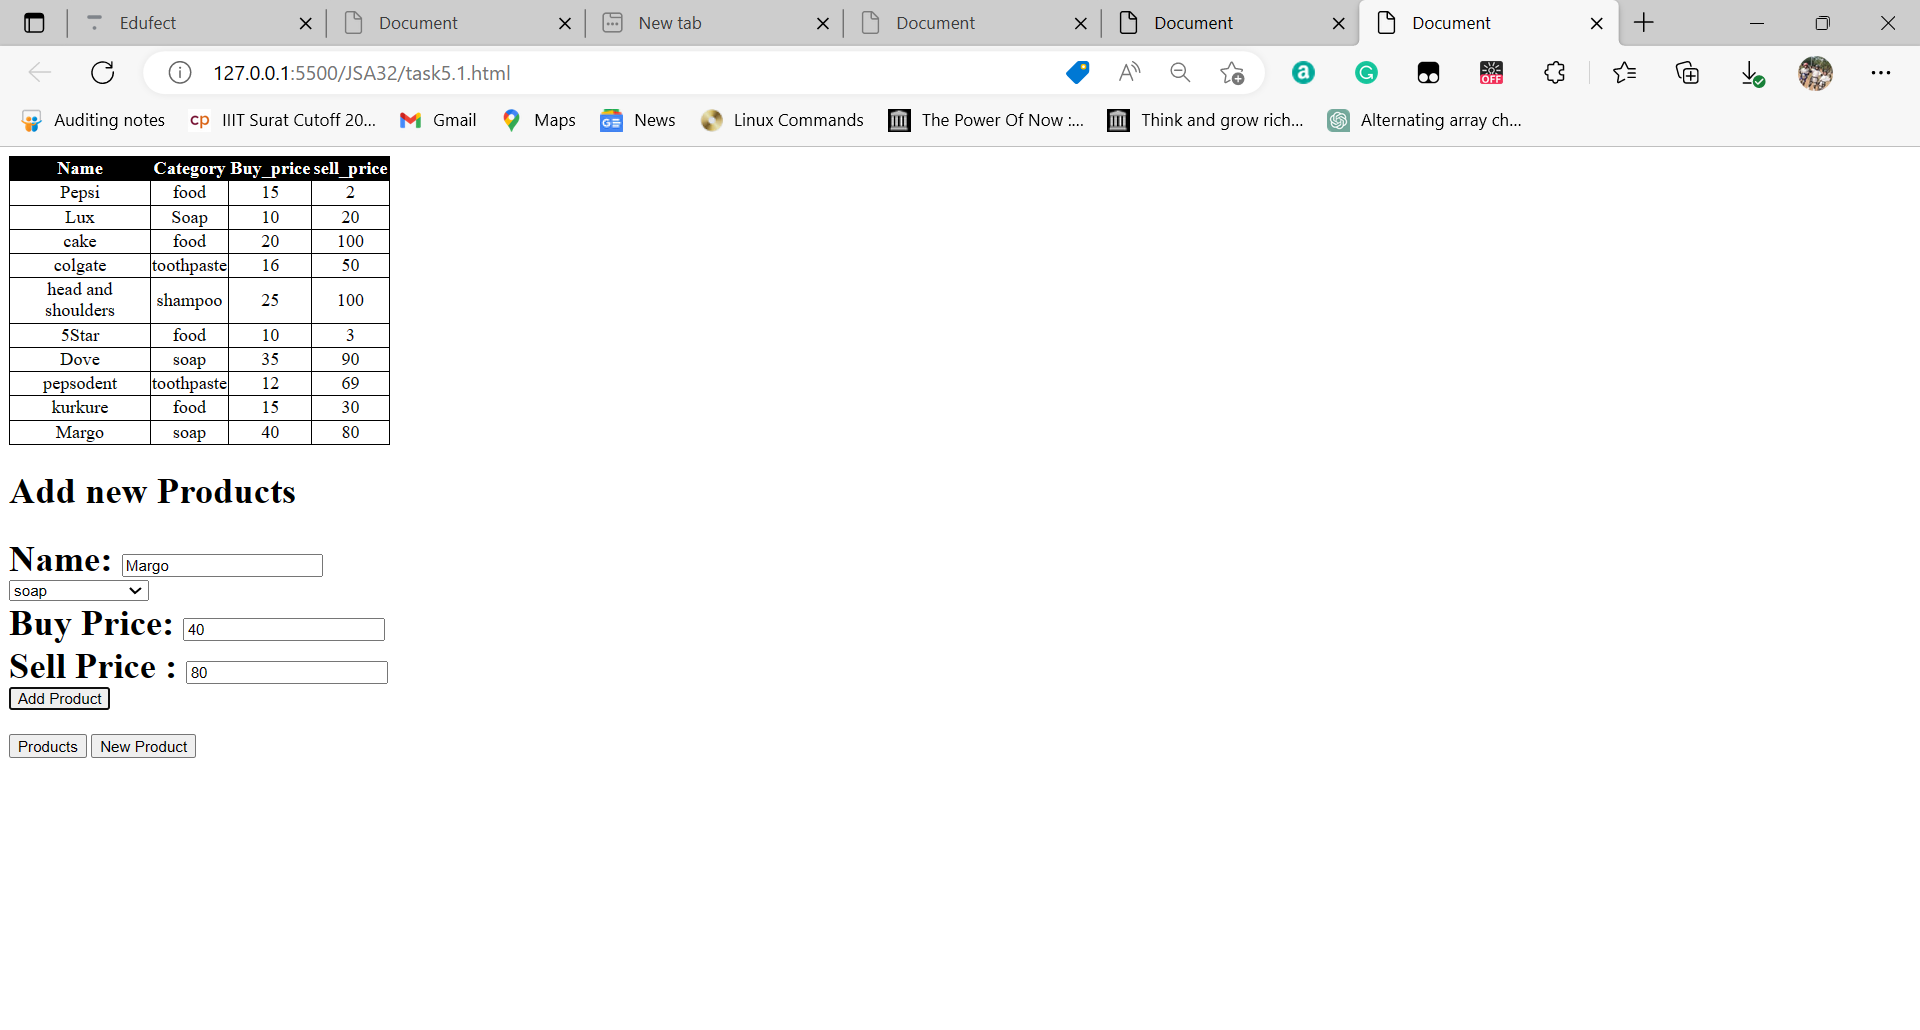 Edufect
Document
New tab
Document
Document
Document
127.0.0.1:5500/JSA32/task5.1.html
A
a
G
OFF
Auditing notes
cp IIIT Surat Cutoff 20...
Gmail
Maps
GE News
Linux Commands
The Power Of Now :...
Think and grow rich...
Alternating array ch...
Name Category Buy_price sell_price
Pepsi food 15 2
Lux Soap 10 20
cake food 20 100
colgate toothpaste 16 50
head and
shoulders shampoo 25 100
5Star food 10 3
Dove soap 35 90
pepsodent toothpaste 12 69
kurkure food 15 30
Margo soap 40 80
Add new Products
Name: Margo
soap
Buy Price: 40
Sell Price : 80
Add Product
Products New Product